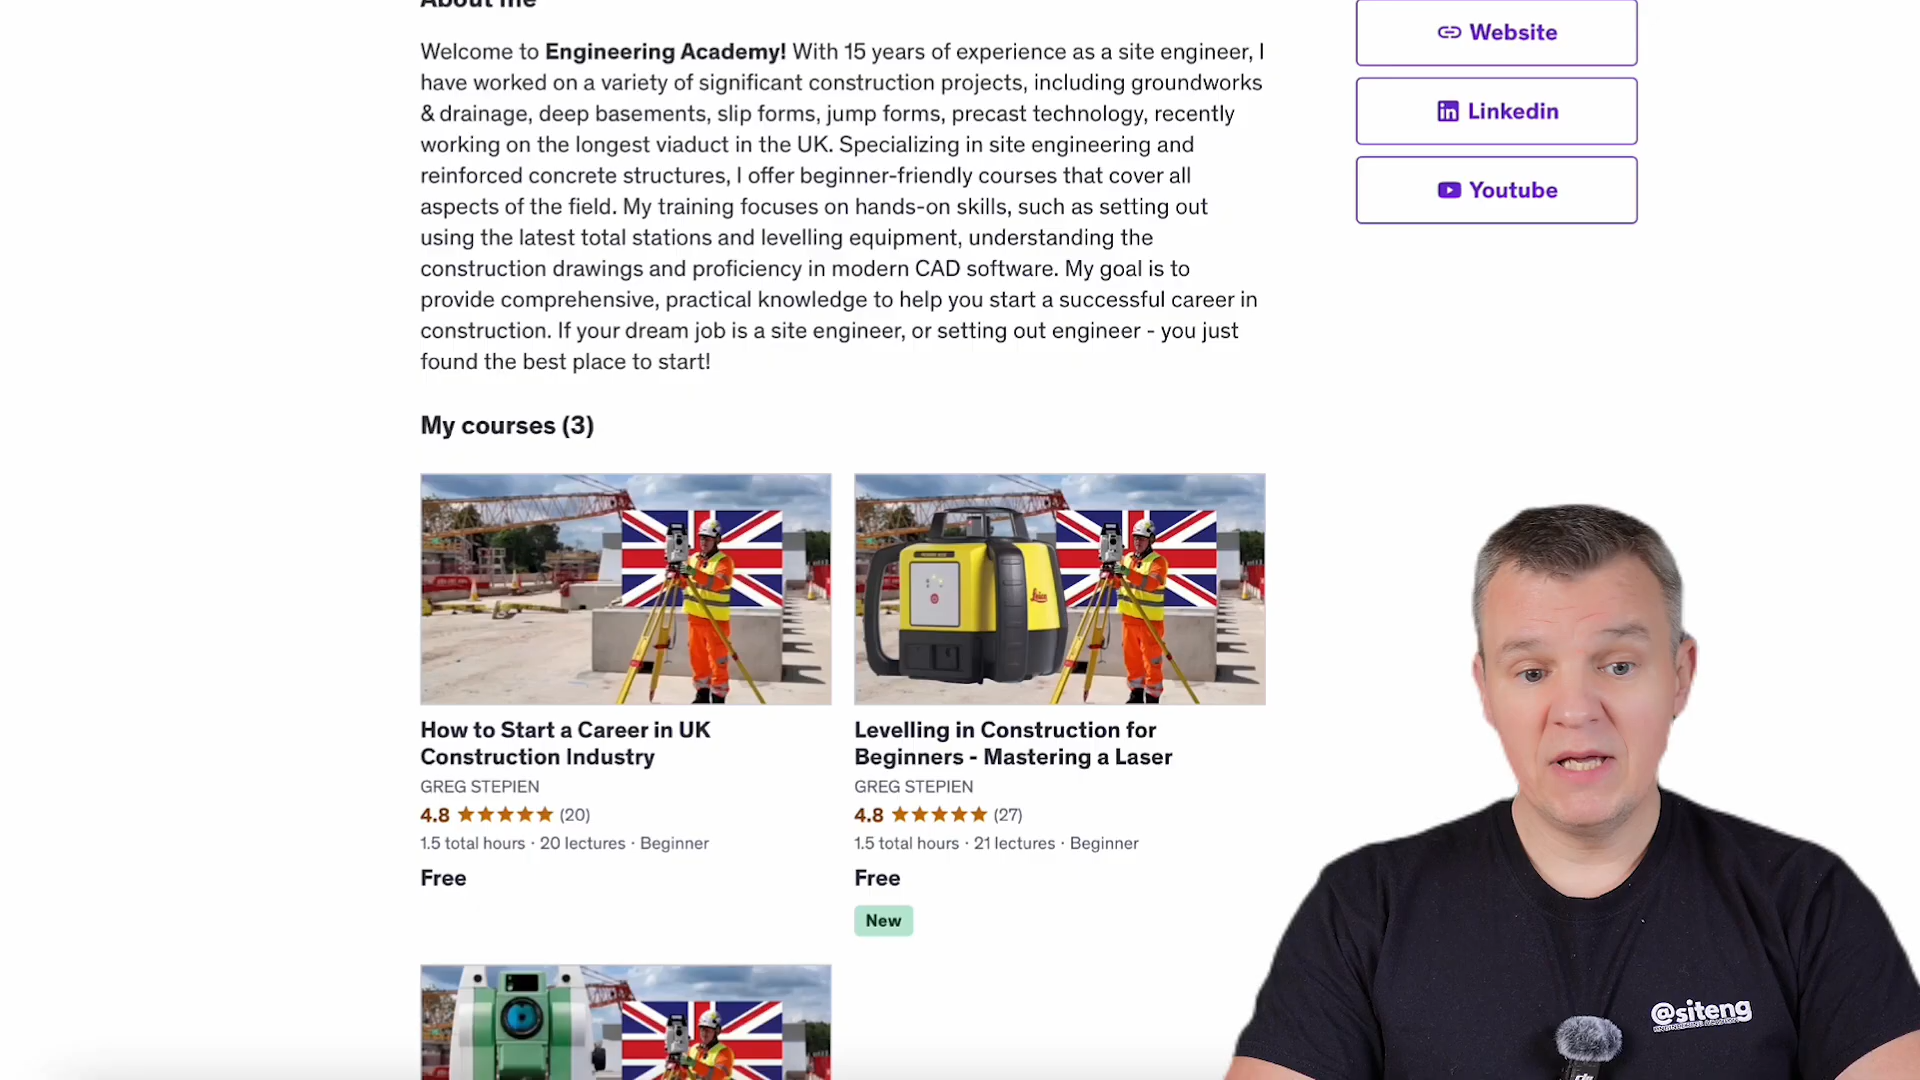 About me
Welcome to Engineering Academy! With 15 years of experience as a site engineer, I
have worked on a variety of significant construction projects, including groundworks
& drainage, deep basements, slip forms, jump forms, precast technology, recently
working on the longest viaduct in the UK. Specializing in site engineering and
reinforced concrete structures, I offer beginner-friendly courses that cover all
aspects of the field. My training focuses on hands-on skills, such as setting out
using the latest total stations and levelling equipment, understanding the
construction drawings and proficiency in modern CAD software. My goal is to
provide comprehensive, practical knowledge to help you start a successful career in
construction. If your dream job is a site engineer, or setting out engineer - you just
found the best place to start!
Website
Linkedin
Youtube
My courses (3)
Leica
How to Start a Career in UK
Construction Industry
GREG STEPIEN
4.8 (20)
1.5 total hours · 20 lectures · Beginner
Free
Levelling in Construction for
Beginners - Mastering a Laser
GREG STEPIEN
4.8 (27)
1.5 total hours · 21 lectures · Beginner
Free
New
@siteng
ENGINEERING ACADEMY